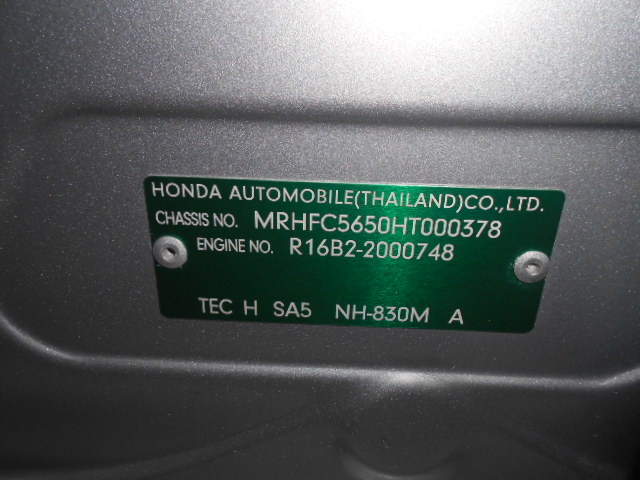 HONDA AUTOMOBILE(THAILAND)CO.,LTD.
CHASSIS NO. MRHFC5650HT000378
ENGINE NO. R16B2-2000748
TEC H SA5 NH-830M A